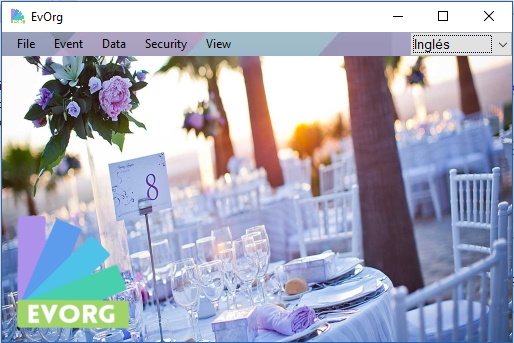 EvOrg
File Event Data Security View Inglés
8
EVORG